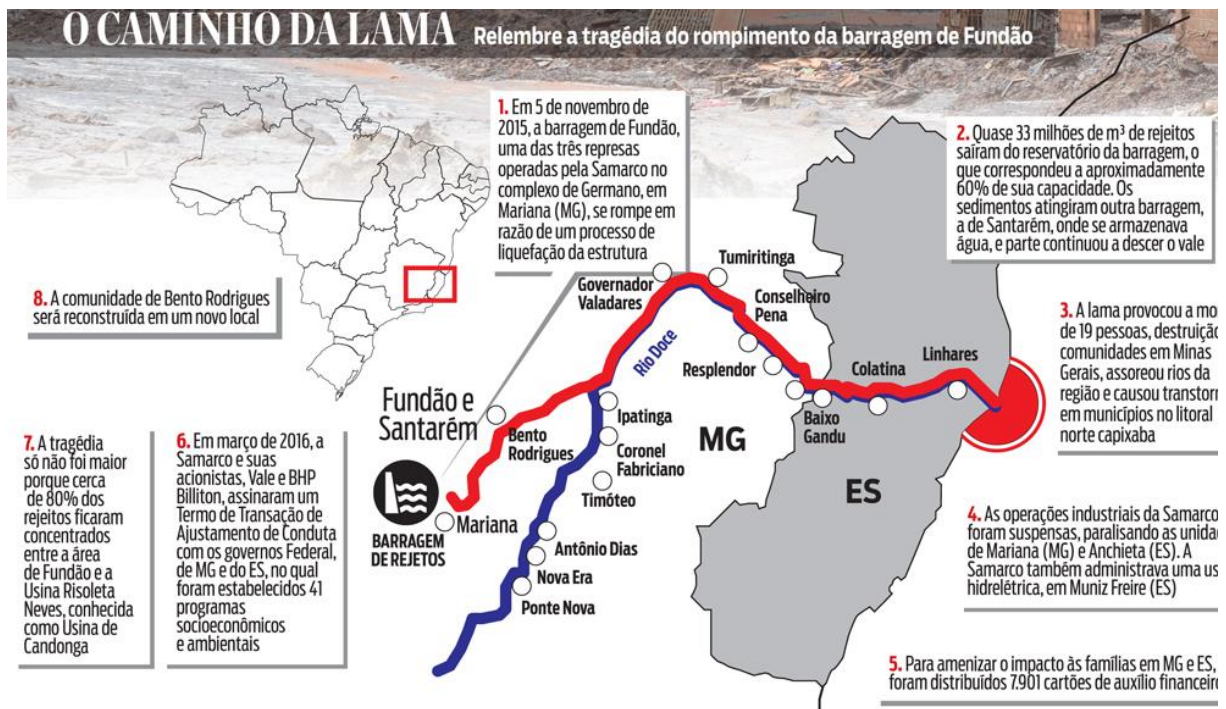 O CAMINHO DA LAMA Relembre a tragédia do rompimento da barragem de Fundão
1. Em 5 de novembro de
2015, a barragem de Fundão,
uma das três represas
operadas pela Samarco no
complexo de Germano, em
Mariana (MG), se rompe em
razão de um processo de
liquefação da estrutura
2. Quase 33 milhões de m³ de rejeitos
saíram do reservatório da barragem, o
que correspondeu a aproximadamente
60% de sua capacidade. Os
sedimentos atingiram outra barragem,
a de Santarém, onde se armazenava
água, e parte continuou a descer o vale
3. A lama provocou a mo
de 19 pessoas, destruição
comunidades em Minas
Gerais, assoreou rios da
região e causou transtorn
em municípios no litoral
norte capixaba
4. As operações industriais da Samarco
foram suspensas, paralisando as unidad
de Mariana (MG) e Anchieta (ES). A
Samarco também administrava uma us
hidrelétrica, em Muniz Freire (ES)
5. Para amenizar o impacto às famílias em MG e ES,
foram distribuídos 7.901 cartões de auxílio financeiro
6. Em março de 2016, a
Samarco e suas
acionistas, Vale e BHP
Billiton, assinaram um
Termo de Transação de
Ajustamento de Conduta
com os governos Federal,
de MG e do ES, no qual
foram estabelecidos 41
programas
socioeconômicos
e ambientais
7. A tragédia
só não foi maior
porque cerca
de 80% dos
rejeitos ficaram
concentrados
entre a área
de Fundão e a
Usina Risoleta
Neves, conhecida
como Usina de
Candonga
8. A comunidade de Bento Rodrigues
será reconstruída em um novo local
Fundão e
Santarém
BARRAGEM
DE REJEITOS
Mariana
Bento
Rodrigues
Governador
Valadares
Tumiritinga
Conselheiro
Pena
Rio Doce
Resplendor
Colatina
Linhares
Baixo
Gandu
Ipatinga
Coronel
Fabriciano
Timóteo
Antônio Dias
Nova Era
Ponte Nova
MG
ES